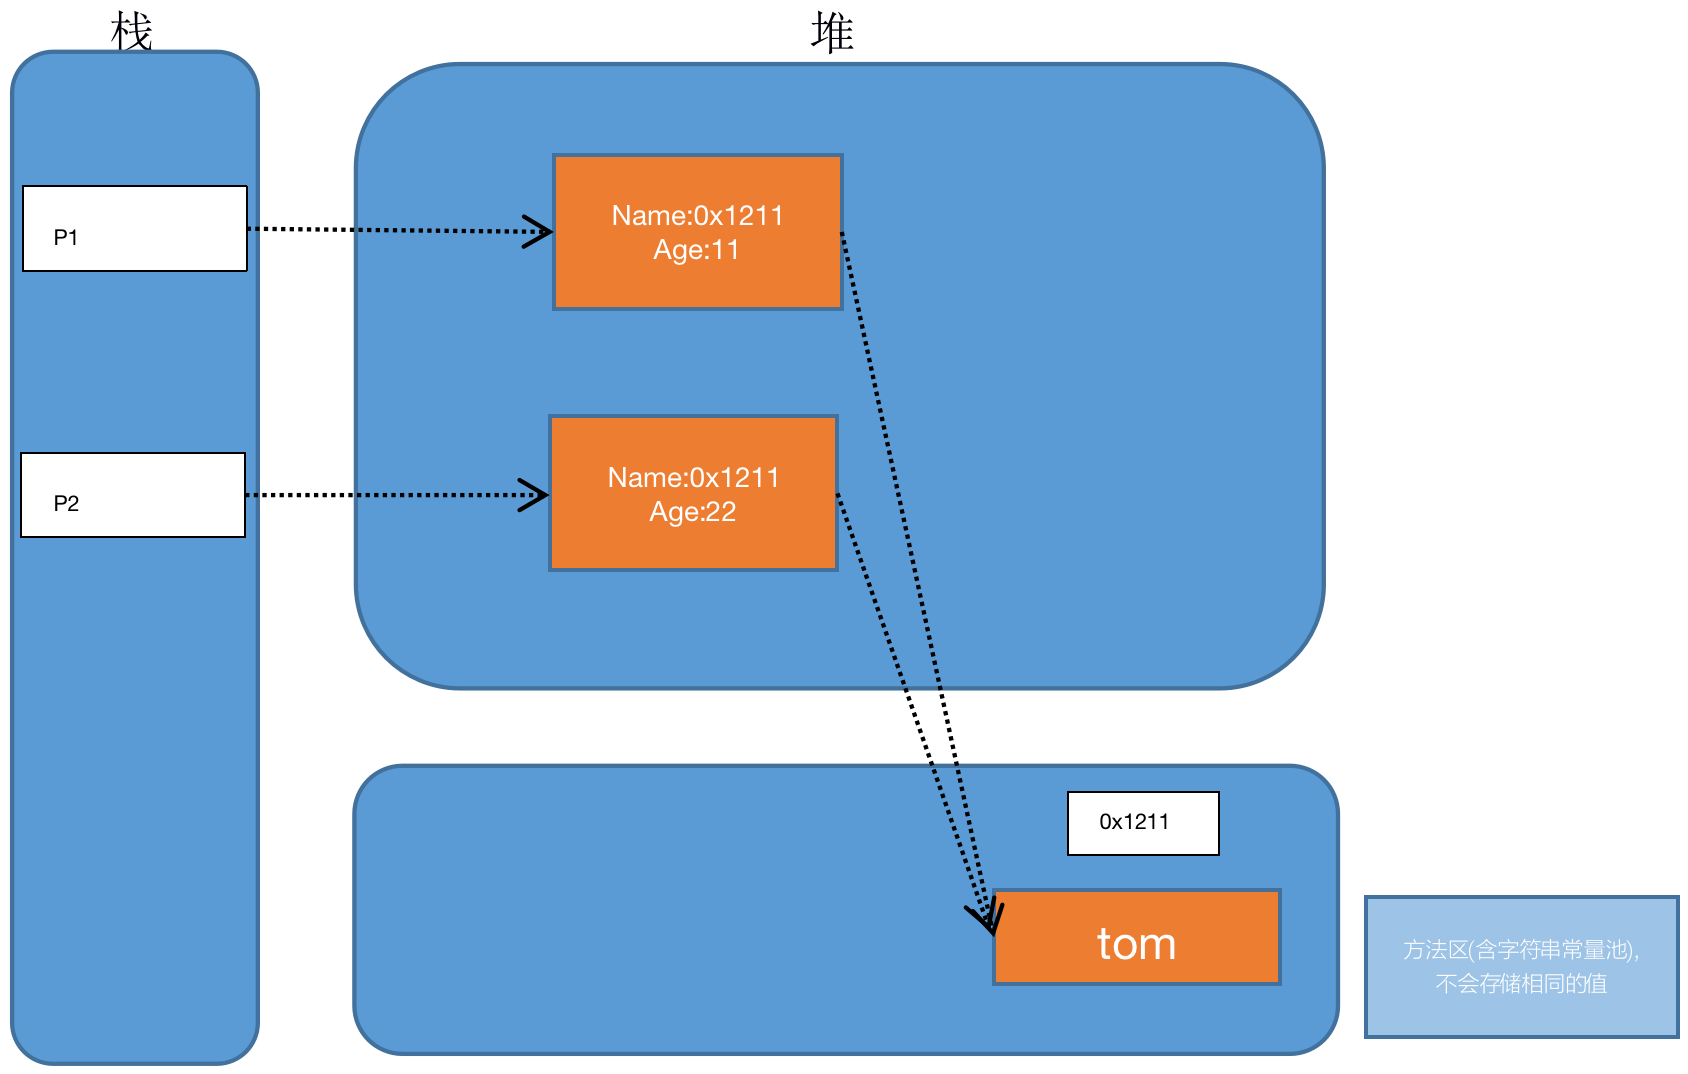 栈
堆
P1
Name:0x1211
Age:11
P2
Name:0x1211
Age:22
0x1211
tom
方法区(含字符串常量池),
不会存储相同的值